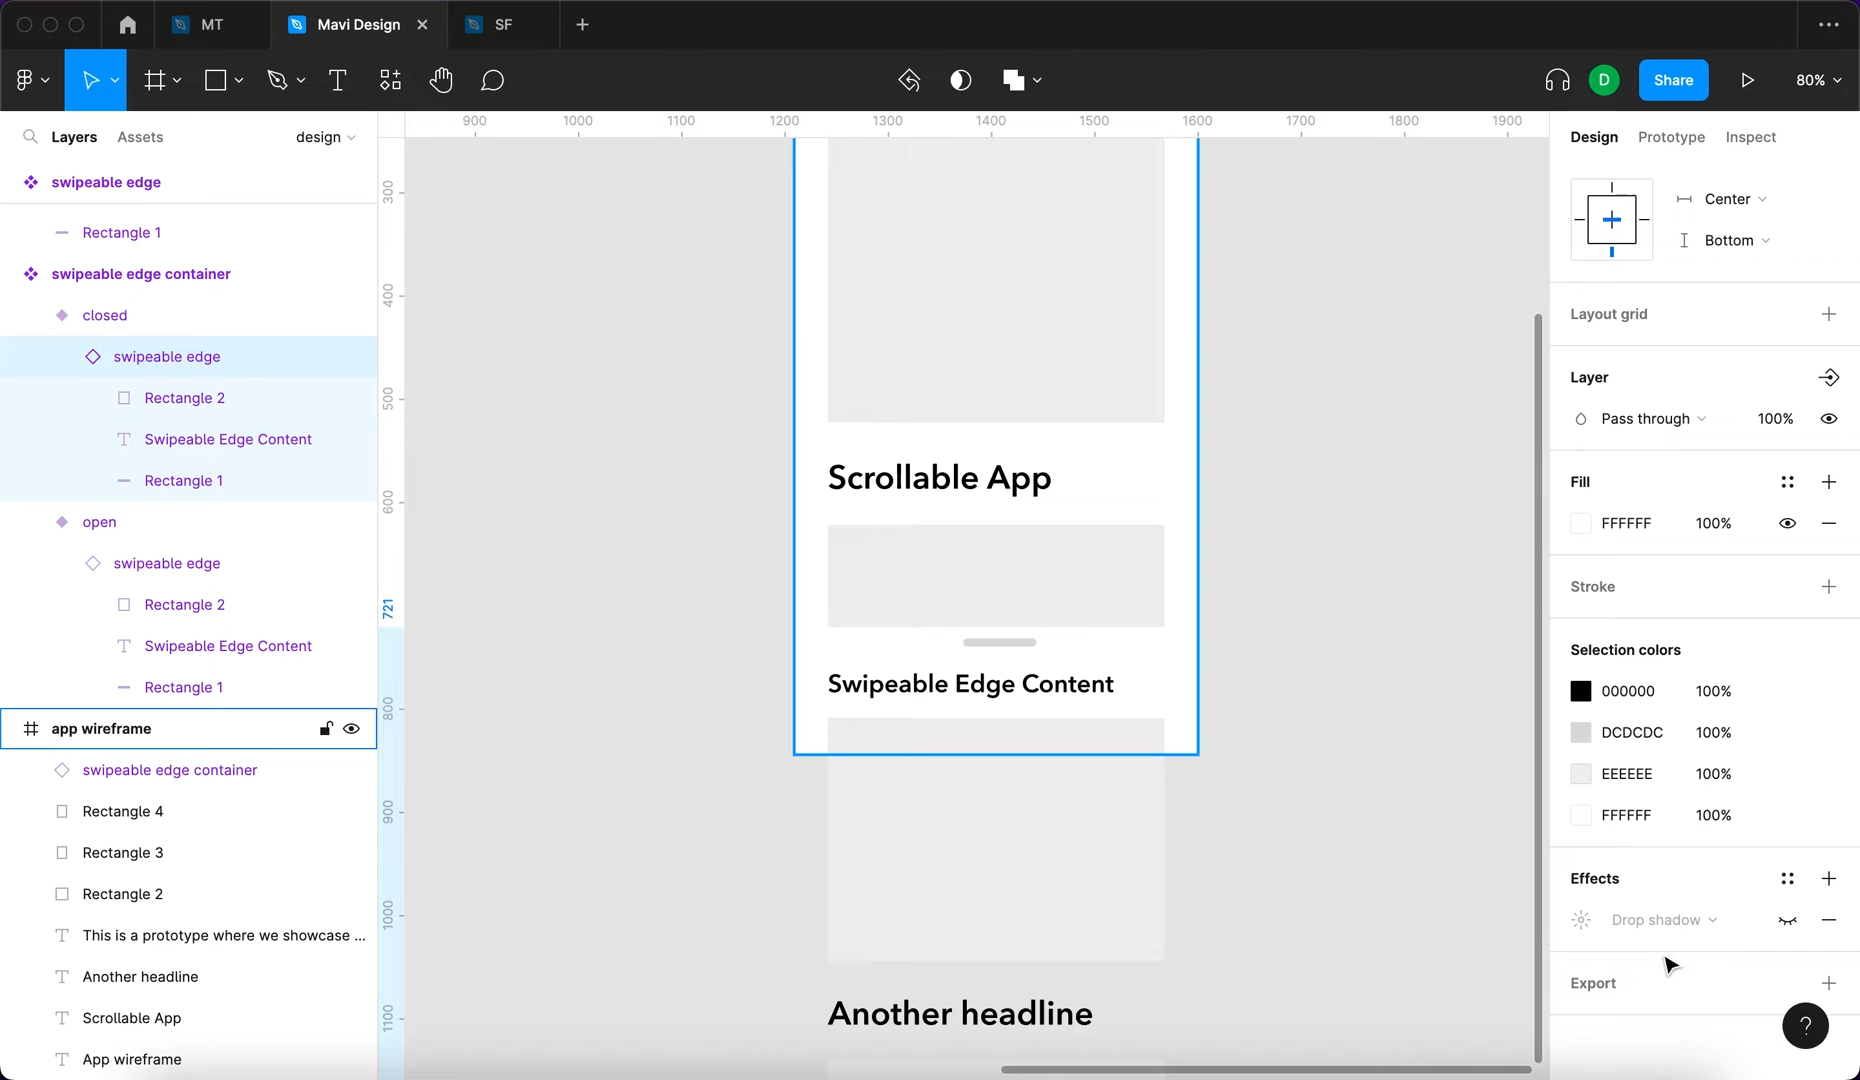 MT
Mavi Design
SF
Share
D
80%
Layers
Assets
design
swipeable edge
Rectangle 1
swipeable edge container
closed
swipeable edge
Rectangle 2
Swipeable Edge Content
Rectangle 1
open
swipeable edge
Rectangle 2
Swipeable Edge Content
Rectangle 1
app wireframe
swipeable edge container
Rectangle 4
Rectangle 3
Rectangle 2
This is a prototype where we showcase ...
Another headline
Scrollable App
App wireframe
900 1000 1100 1200 1300 1400 1500 1600 1700 1800 1900
300
400
500
600
721
800
900
1000
1100
Scrollable App
Swipeable Edge Content
Another headline
Design
Prototype
Inspect
Center
Bottom
Layout grid
Layer
Pass through 100%
Fill
FFFFFF 100%
Stroke
Selection colors
000000 100%
DCDCDC 100%
EEEEEE 100%
FFFFFF 100%
Effects
Drop shadow
Export
?